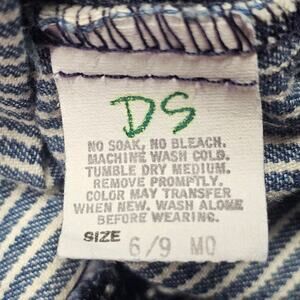 DS
NO SOAK, NO BLEACH.
MACHINE WASH COLD.
TUMBLE DRY MEDIUM.
REMOVE PROMPTLY.
COLOR MAY TRANSFER
WHEN NEW. WASH ALONE
BEFORE WEARING.
SIZE 6/9 MO